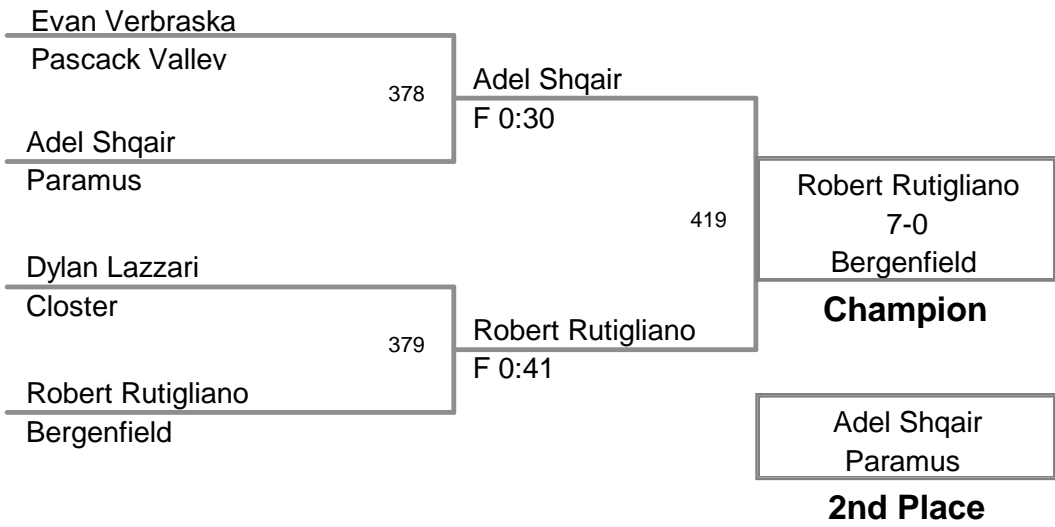 Evan Verbraska
Pascack Valley
378
Adel Shqair
F 0:30
Adel Shqair
Paramus
419
Robert Rutigliano
7-0
Bergenfield
Champion
Dylan Lazzari
Closter
379
Robert Rutigliano
F 0:41
Robert Rutigliano
Bergenfield
Adel Shqair
Paramus
2nd Place